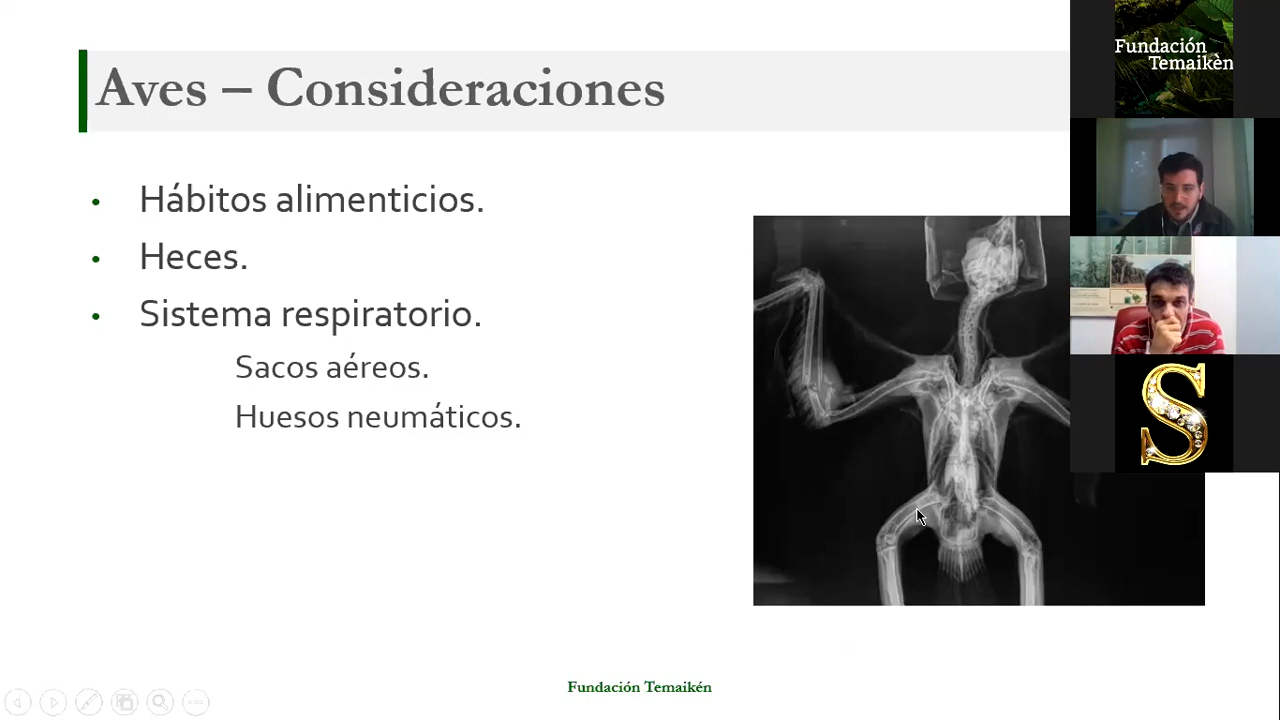 Aves – Consideraciones
• Hábitos alimenticios.
• Heces.
• Sistema respiratorio.
Sacos aéreos.
Huesos neumáticos.
Fundación Temaikén
Fundación
Temaikèn
S